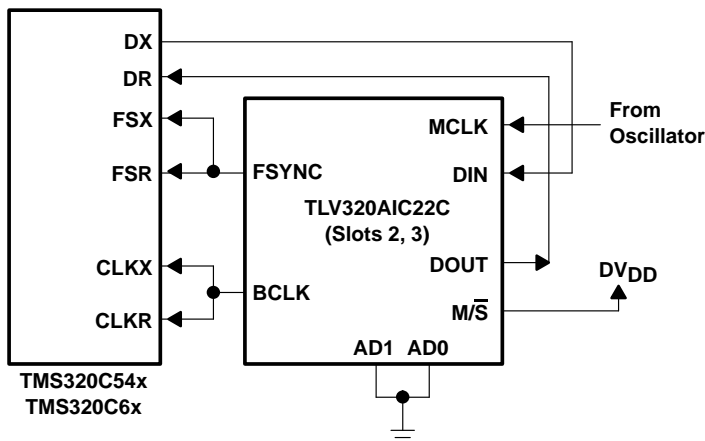 DX
DR
FSX
FSR
CLKX
CLKR
TMS320C54x
TMS320C6x
FSYNC
BCLK
TLV320AIC22C
(Slots 2, 3)
MCLK
DIN
DOUT
M/S̅
AD1 AD0
From
Oscillator
DVDD